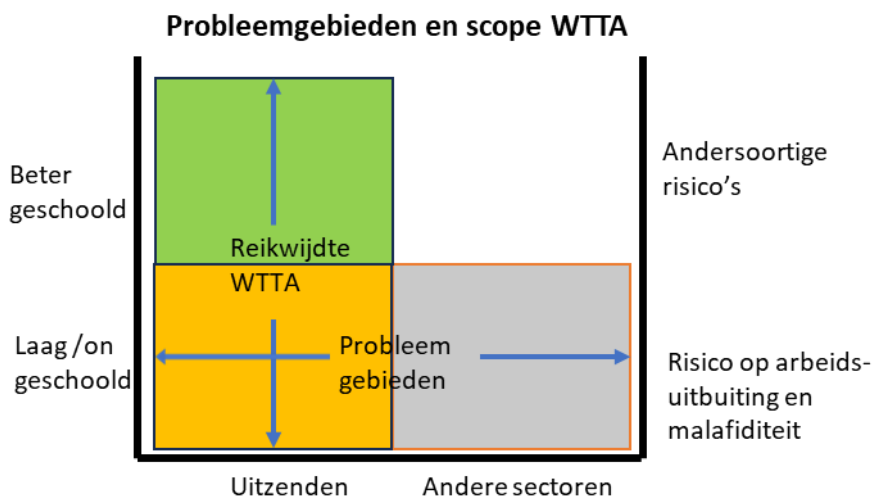 Probleemgebieden en scope WTTA
Beter
geschoold
Andersoortige
risico's
Reikwijdte
WTTA
Laag /on
geschoold
Probleem
gebieden
Risico op arbeids-
uitbuiting en
malafiditeit
Uitzenden
Andere sectoren